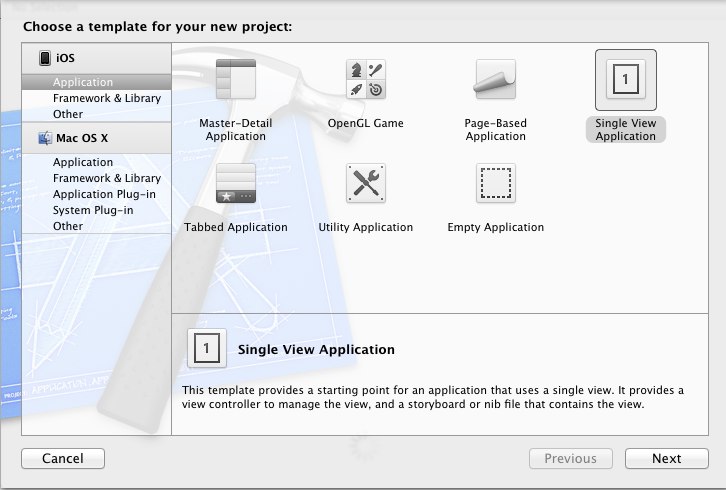 Choose a template for your new project:
iOS
Application
Framework & Library
Other
Mac OS X
Application
Framework & Library
Application Plug-in
System Plug-in
Other
Master-Detail
Application
OpenGL Game
Page-Based
Application
1
Single View
Application
Tabbed Application
Utility Application
Empty Application
1
Single View Application
This template provides a starting point for an application that uses a single view. It provides a
view controller to manage the view, and a storyboard or nib file that contains the view.
Cancel
Previous
Next